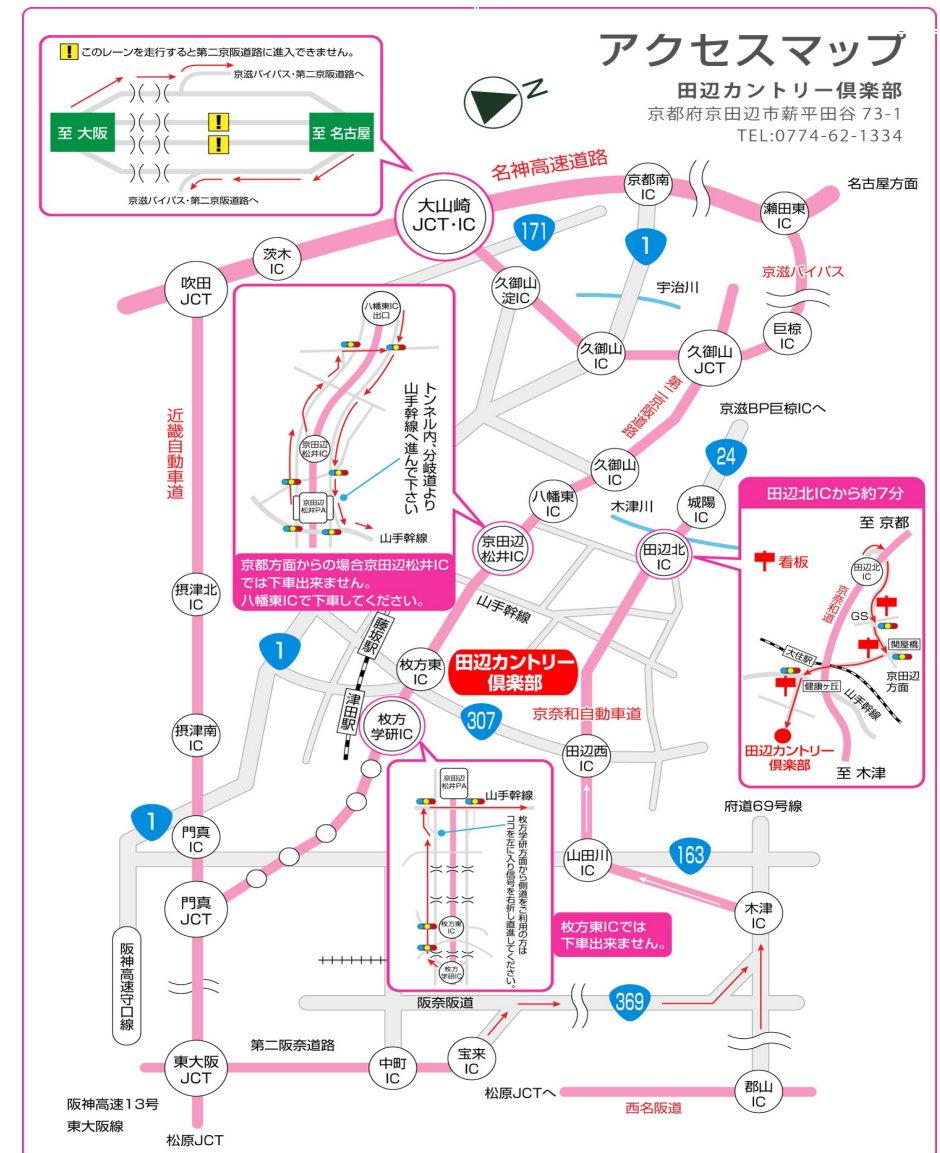 アクセスマップ
田辺カントリー倶楽部
京都府京田辺市薪平田谷 73-1
TEL:0774-62-1334
! このレーンを走行すると第二京阪道路に進入できません。
京滋バイパス・第二京阪道路へ
至 大阪
!
!
至 名古屋
京滋バイパス・第二京阪道路へ
N
名神高速道路
京都南
IC
名古屋方面
瀬田東
IC
大山崎
JCT・IC
171
1
茨木
IC
吹田
JCT
久御山
淀IC
宇治川
京滋バイパス
巨椋
IC
久御山
IC
久御山
JCT
第二京阪道路
京滋BP巨椋ICへ
24
八幡東IC
出口
京田辺
松井IC
京田辺
松井PA
トンネル内、分岐道より
山手幹線へ進んで下さい
山手幹線
京都方面からの場合京田辺松井IC
では下車出来ません。
八幡東ICで下車してください。
近畿自動車道
久御山
IC
八幡東
IC
木津川
城陽
IC
京田辺
松井IC
田辺北
IC
田辺北ICから約7分
至 京都
看板
田辺北
IC
京奈和道
GS
関屋橋
大住駅
京田辺
方面
健康ヶ丘
山手幹線
田辺カントリー
倶楽部
至 木津
摂津北
IC
山手幹線
藤坂駅
津田駅
1
枚方東
IC
田辺カントリー
倶楽部
307
京奈和自動車道
枚方
学研IC
摂津南
IC
田辺西
IC
京田辺
松井PA
山手幹線
枚方学研方面から側道をご利用の方は
ココを左に入り信号を右折し直進してください。
枚方東
IC
枚方
学研IC
枚方東ICでは
下車出来ません。
府道69号線
1
門真
IC
山田川
IC
163
門真
JCT
木津
IC
阪神高速守口線
阪奈阪道
369
第二阪奈道路
東大阪
JCT
中町
IC
宝来
IC
松原JCTへ
西名阪道
郡山
IC
阪神高速13号
東大阪線
松原JCT